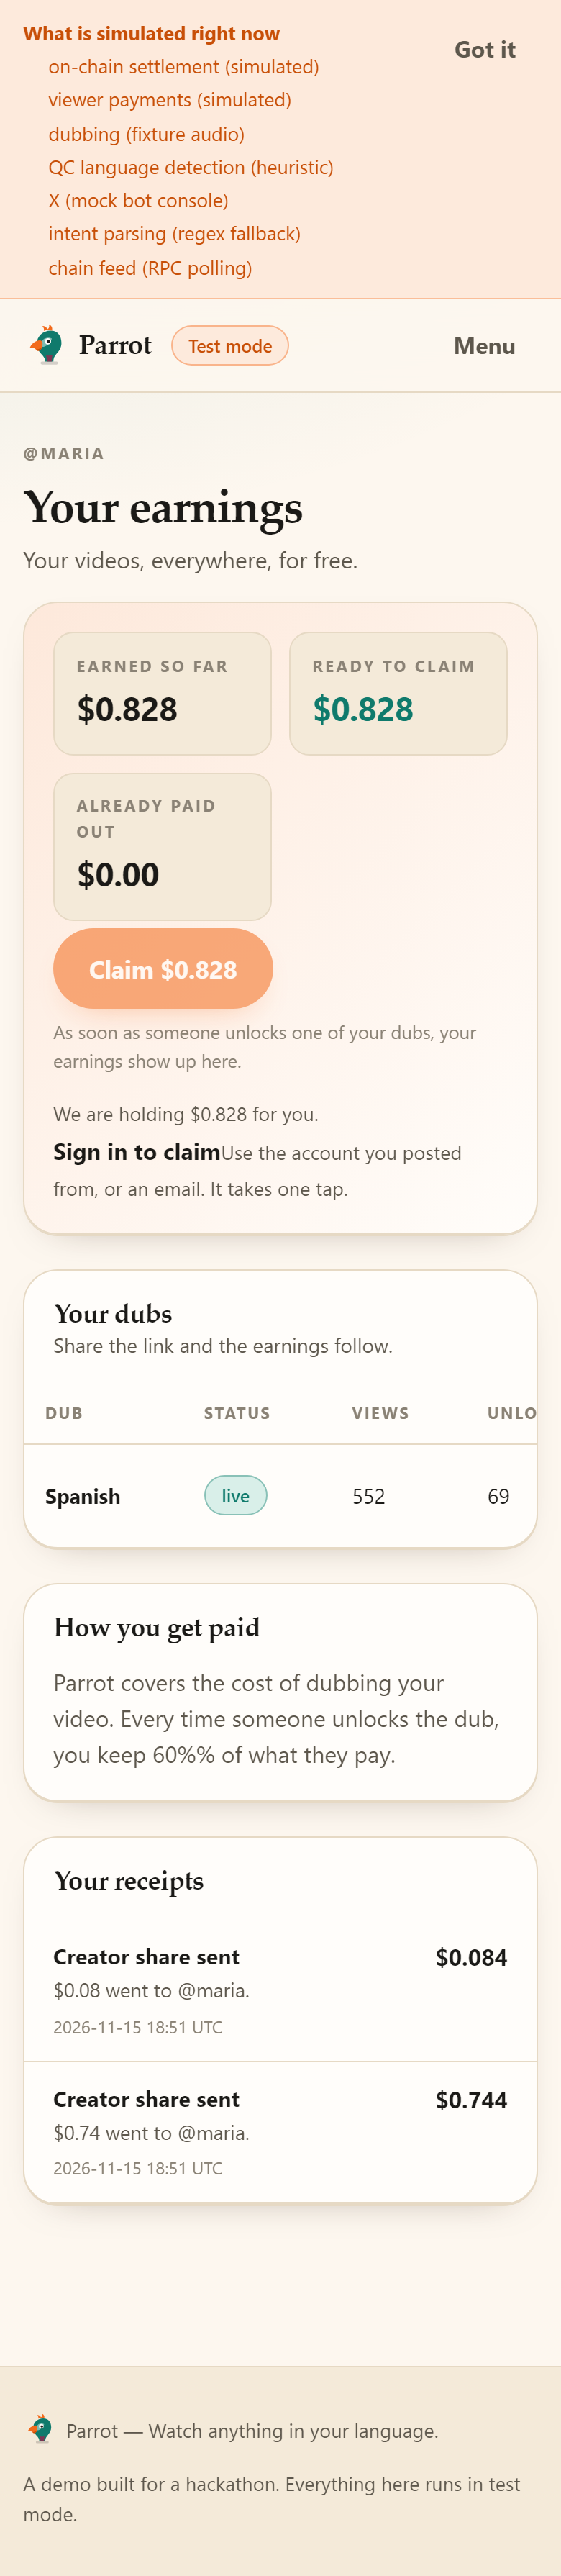 What is simulated right now
Got it
on-chain settlement (simulated)
viewer payments (simulated)
dubbing (fixture audio)
QC language detection (heuristic)
X (mock bot console)
intent parsing (regex fallback)
chain feed (RPC polling)
Parrot
Test mode
Menu
@MARIA
Your earnings
Your videos, everywhere, for free.
EARNED SO FAR
$0.828
READY TO CLAIM
$0.828
ALREADY PAID
OUT
$0.00
Claim $0.828
As soon as someone unlocks one of your dubs, your
earnings show up here.
We are holding $0.828 for you.
Sign in to claimUse the account you posted
from, or an email. It takes one tap.
Your dubs
Share the link and the earnings follow.
DUB STATUS VIEWS UNLO
Spanish live 552 69
How you get paid
Parrot covers the cost of dubbing your
video. Every time someone unlocks the dub,
you keep 60%% of what they pay.
Your receipts
Creator share sent $0.084
$0.08 went to @maria.
2026-11-15 18:51 UTC
Creator share sent $0.744
$0.74 went to @maria.
2026-11-15 18:51 UTC
Parrot — Watch anything in your language.
A demo built for a hackathon. Everything here runs in test
mode.